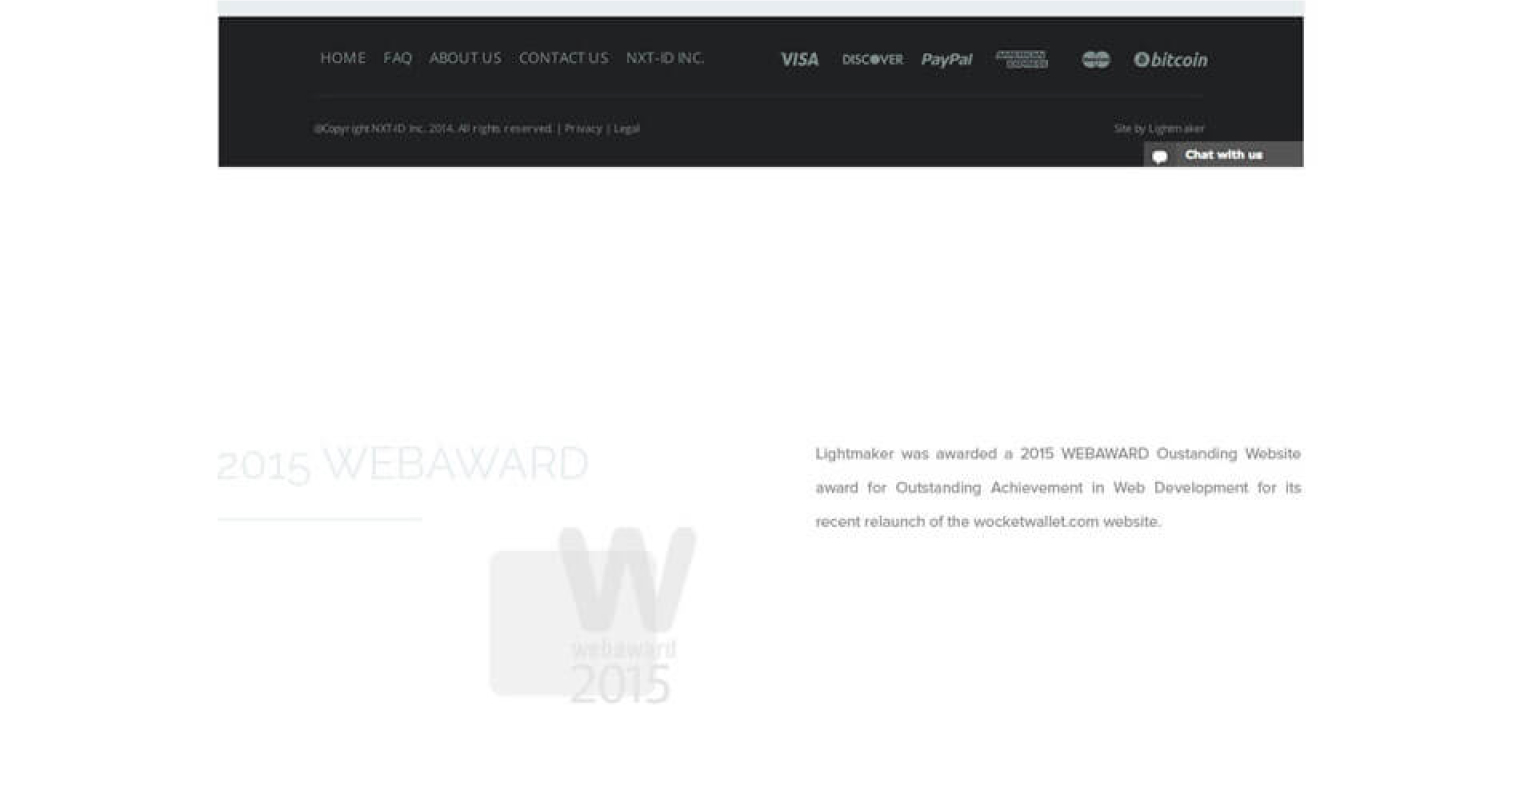 HOME FAQ ABOUT US CONTACT US NXT-ID INC. VISA DISCOVER PayPal AMERICAN EXPRESS bitcoin
©Copyright NXT-ID Inc. 2014. All rights reserved. | Privacy | Legal Site by Lightmaker
Chat with us
2015 WEBAWARD
Lightmaker was awarded a 2015 WEBAWARD Oustanding Website
award for Outstanding Achievement in Web Development for its
recent relaunch of the wocketwallet.com website.
W
webaward
2015